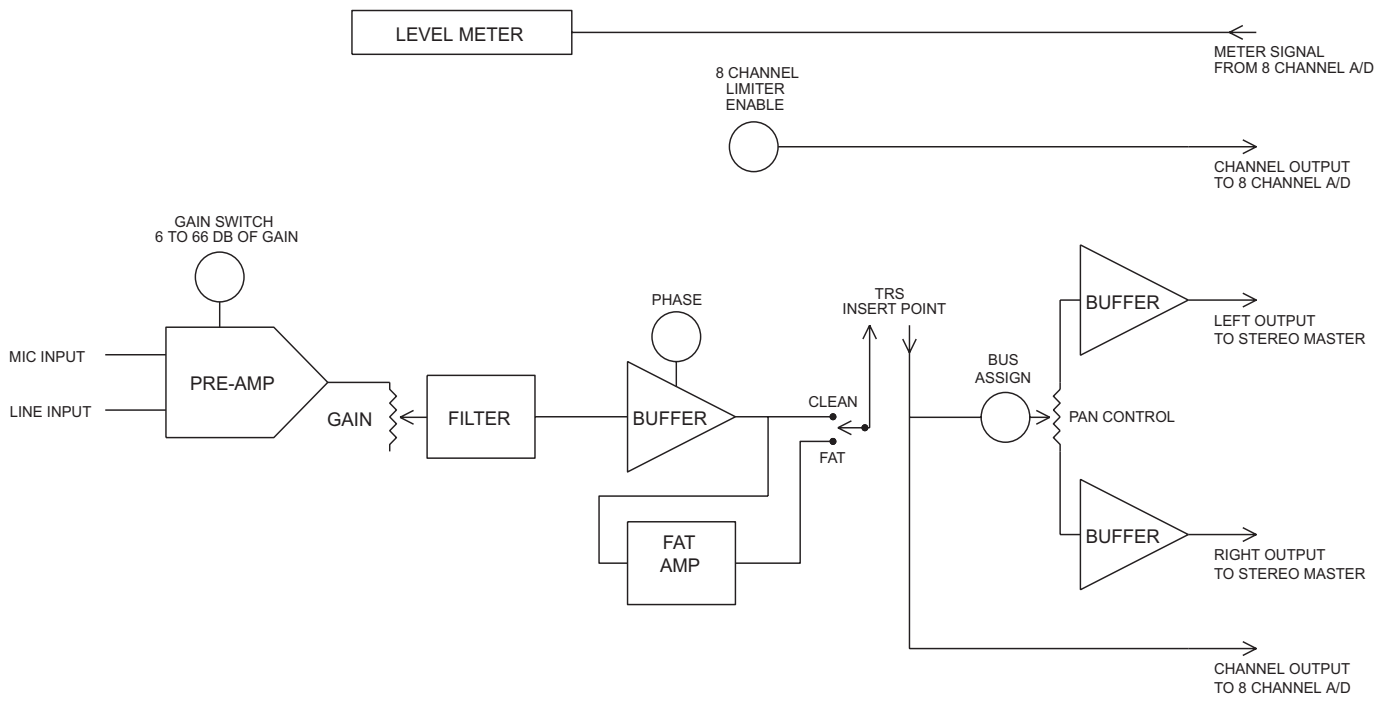 LEVEL METER
METER SIGNAL
FROM 8 CHANNEL A/D
8 CHANNEL
LIMITER
ENABLE
CHANNEL OUTPUT
TO 8 CHANNEL A/D
GAIN SWITCH
6 TO 66 DB OF GAIN
MIC INPUT
LINE INPUT
PRE-AMP
GAIN
FILTER
PHASE
BUFFER
FAT
AMP
CLEAN
FAT
TRS
INSERT POINT
BUS
ASSIGN
PAN CONTROL
BUFFER
LEFT OUTPUT
TO STEREO MASTER
BUFFER
RIGHT OUTPUT
TO STEREO MASTER
CHANNEL OUTPUT
TO 8 CHANNEL A/D